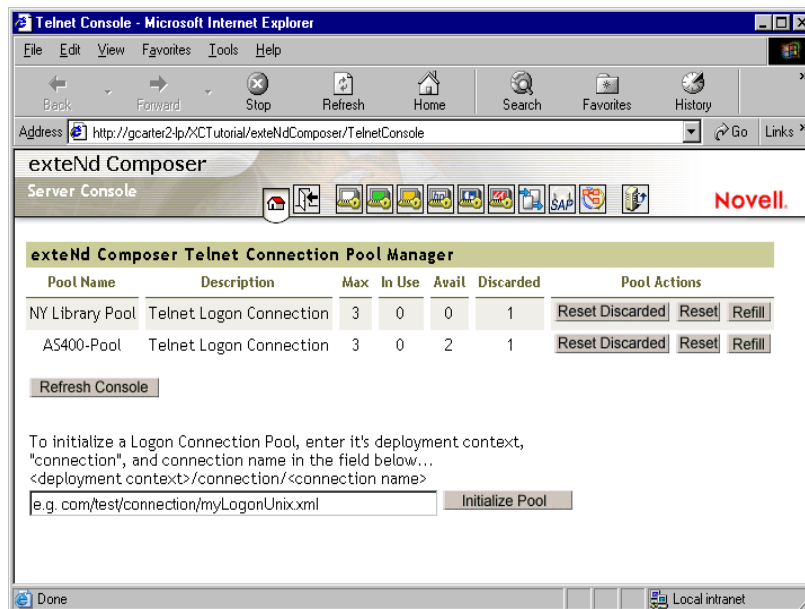 Telnet Console - Microsoft Internet Explorer
File Edit View Favorites Tools Help
Back Forward Stop Refresh Home Search Favorites History »
Address http://gcarter2-lp/XCTutorial/exteNdComposer/TelnetConsole Go Links »
exteNd Composer
Server Console
SAP
Novell.
exteNd Composer Telnet Connection Pool Manager
Pool Name Description Max In Use Avail Discarded Pool Actions
NY Library Pool Telnet Logon Connection 3 0 0 1 Reset Discarded Reset Refill
AS400-Pool Telnet Logon Connection 3 0 2 1 Reset Discarded Reset Refill
Refresh Console
To initialize a Logon Connection Pool, enter it's deployment context,
"connection", and connection name in the field below...
<deployment context>/connection/<connection name>
e.g. com/test/connection/myLogonUnix.xml Initialize Pool
Done Local intranet